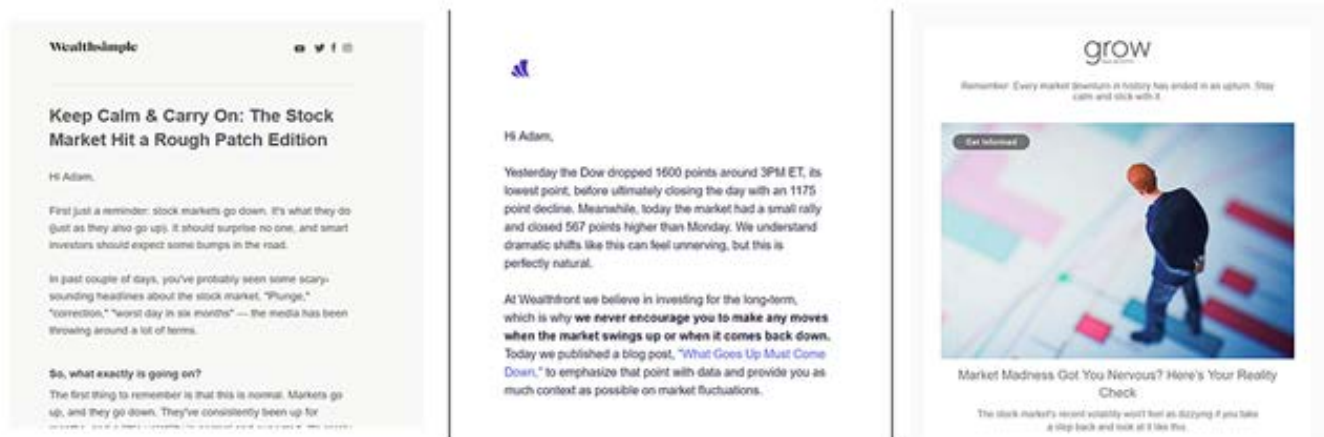 Wealthsimple
Keep Calm & Carry On: The Stock
Market Hit a Rough Patch Edition
Hi Adam,
First just a reminder: stock markets go down. It's what they do
(just as they also go up). It should surprise no one, and smart
investors should expect some bumps in the road.
In past couple of days, you've probably seen some scary-
sounding headlines about the stock market. "Plunge,"
"correction," "worst day in six months" — the media has been
throwing around a lot of terms.
So, what exactly is going on?
The first thing to remember is that this is normal. Markets go
up, and they go down. They've consistently been up for
Hi Adam,
Yesterday the Dow dropped 1600 points around 3PM ET, its
lowest point, before ultimately closing the day with an 1175
point decline. Meanwhile, today the market had a small rally
and closed 567 points higher than Monday. We understand
dramatic shifts like this can feel unnerving, but this is
perfectly natural.
At Wealthfront we believe in investing for the long-term,
which is why we never encourage you to make any moves
when the market swings up or when it comes back down.
Today we published a blog post, "What Goes Up Must Come
Down," to emphasize that point with data and provide you as
much context as possible on market fluctuations.
grow
Remember: Every market downturn in history has ended in an upturn. Stay
calm and stick with it.
Get Informed
Market Madness Got You Nervous? Here's Your Reality
Check
The stock market's recent volatility won't feel as dizzying if you take
a step back and look at it like this.